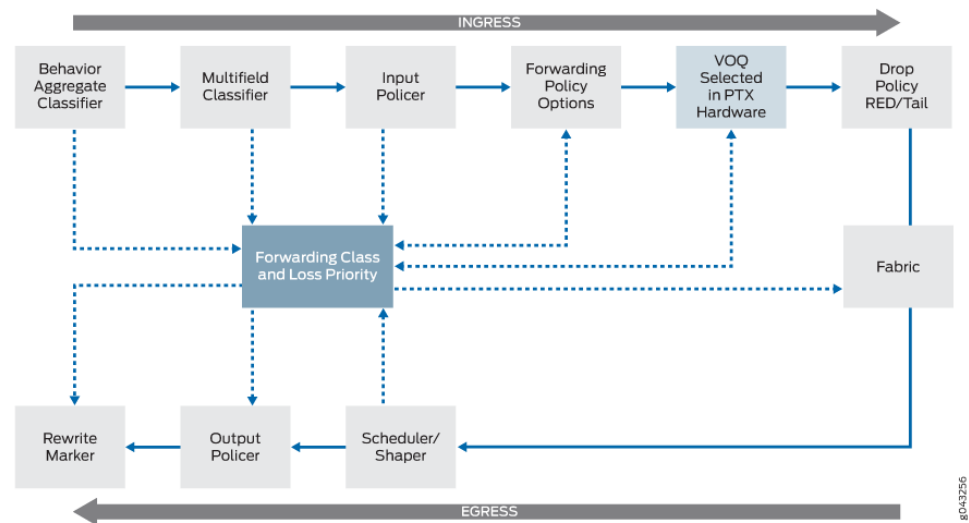 INGRESS
Behavior
Aggregate
Classifier
Multifield
Classifier
Input
Policer
Forwarding
Policy
Options
VOQ
Selected
in PTX
Hardware
Drop
Policy
RED/Tail
Forwarding Class
and Loss Priority
Fabric
Rewrite
Marker
Output
Policer
Scheduler/
Shaper
EGRESS
g043256